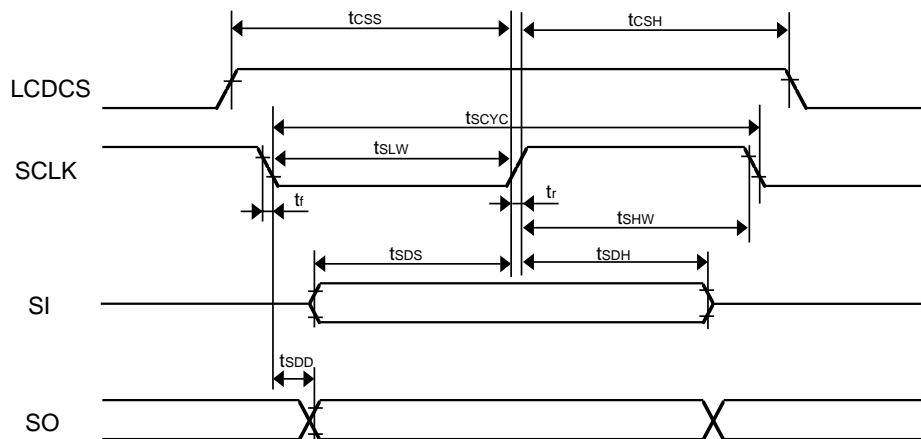 tCSS
tCSH
LCDCS
tSCYC
tSLW
SCLK
tf
tr
tSHW
tSDS
tSDH
SI
tSDD
SO